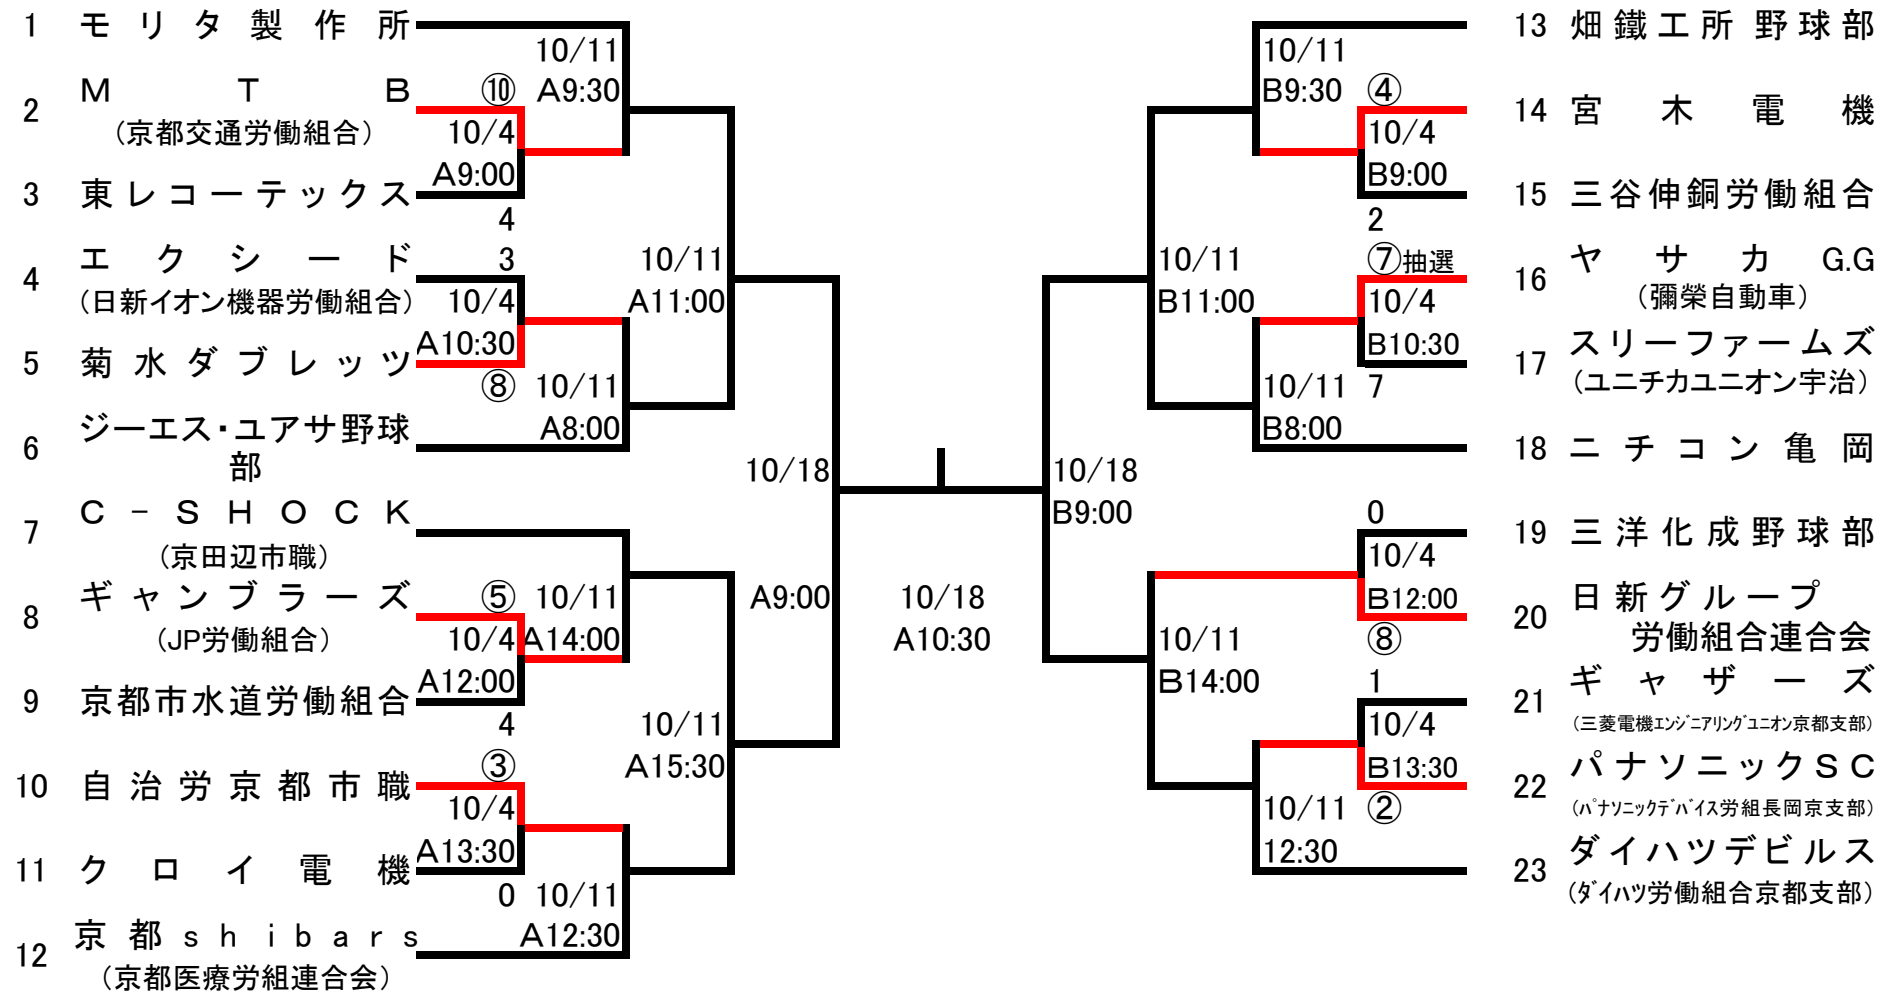 1 モリタ製作所
10/11
A9:30
2 MTB
(京都交通労働組合)
⑩
10/4
A9:00
3 東レコーテックス
4
4 エクシード
(日新イオン機器労働組合)
3
10/4
A10:30
10/11
A11:00
5 菊水ダブレッツ
⑧
10/11
A8:00
6 ジーエス・ユアサ野球
部
10/18
A9:00
7 C-SHOCK
(京田辺市職)
8 ギャンブラーズ
(JP労働組合)
⑤
10/4
A12:00
10/11
A14:00
9 京都市水道労働組合
4
10/11
A15:30
10 自治労京都市職
③
10/4
A13:30
11 クロイ電機
0
10/11
A12:30
12 京都shibars
(京都医療労組連合会)
10/18
A10:30
13 畑鐵工所野球部
10/11
B9:30
14 宮木電機
④
10/4
B9:00
15 三谷伸銅労働組合
2
10/11
B11:00
16 ヤサカG.G
(彌榮自動車)
⑦抽選
10/4
B10:30
17 スリーファームズ
(ユニチカユニオン宇治)
7
10/11
B8:00
18 ニチコン亀岡
10/18
B9:00
19 三洋化成野球部
0
10/4
B12:00
20 日新グループ
労働組合連合会
⑧
10/11
B14:00
21 ギャザーズ
(三菱電機エンジニアリングユニオン京都支部)
1
10/4
B13:30
22 パナソニックSC
(パナソニックデバイス労組長岡京支部)
②
10/11
12:30
23 ダイハツデビルス
(ダイハツ労働組合京都支部)